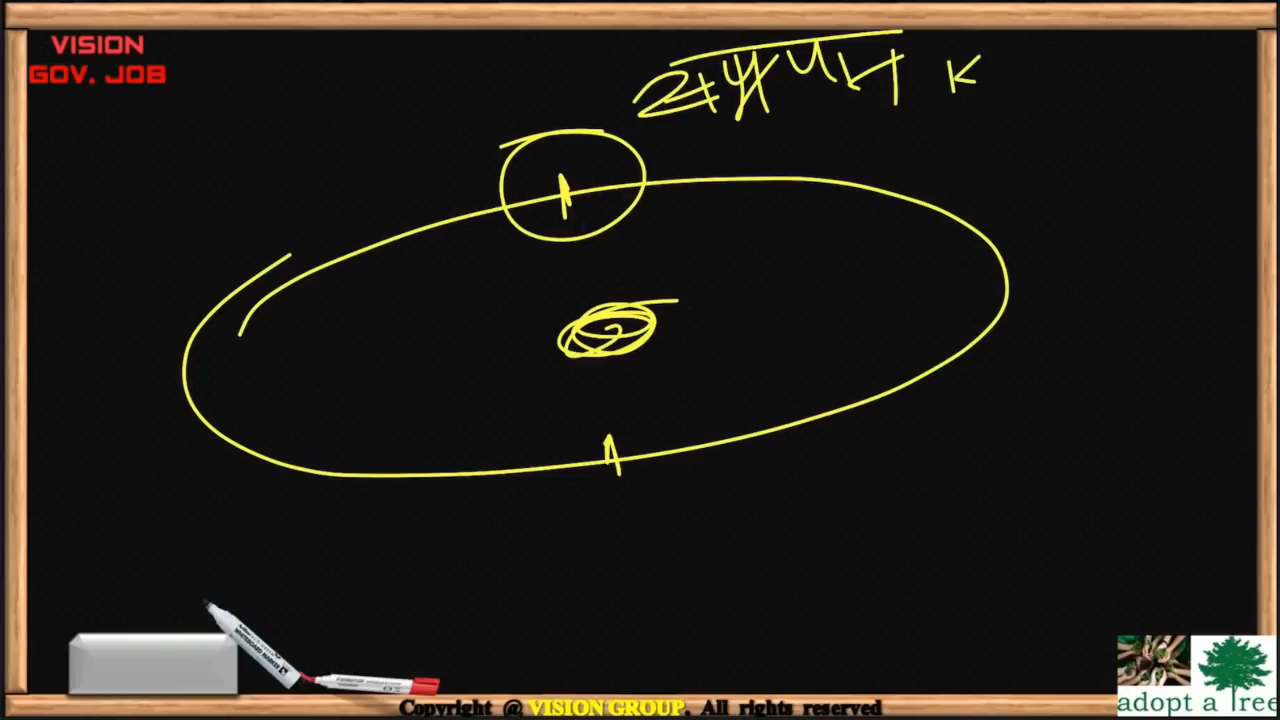 VISION
GOV. JOB
K
adopt a Tree
Copyright @ VISION GROUP. All rights reserved